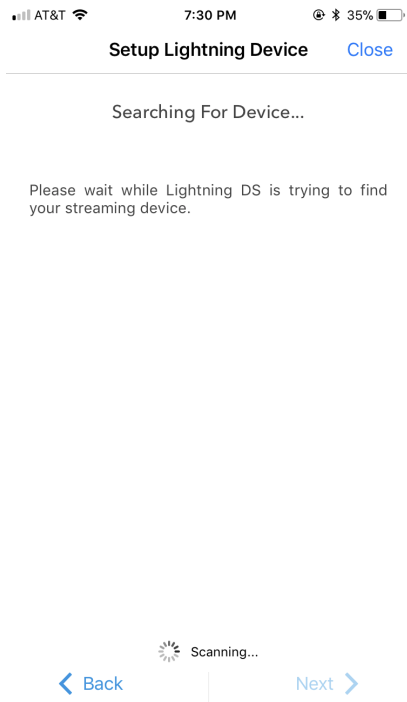 AT&T 7:30 PM 35%
Setup Lightning Device Close
Searching For Device...
Please wait while Lightning DS is trying to find
your streaming device.
Scanning...
Back Next